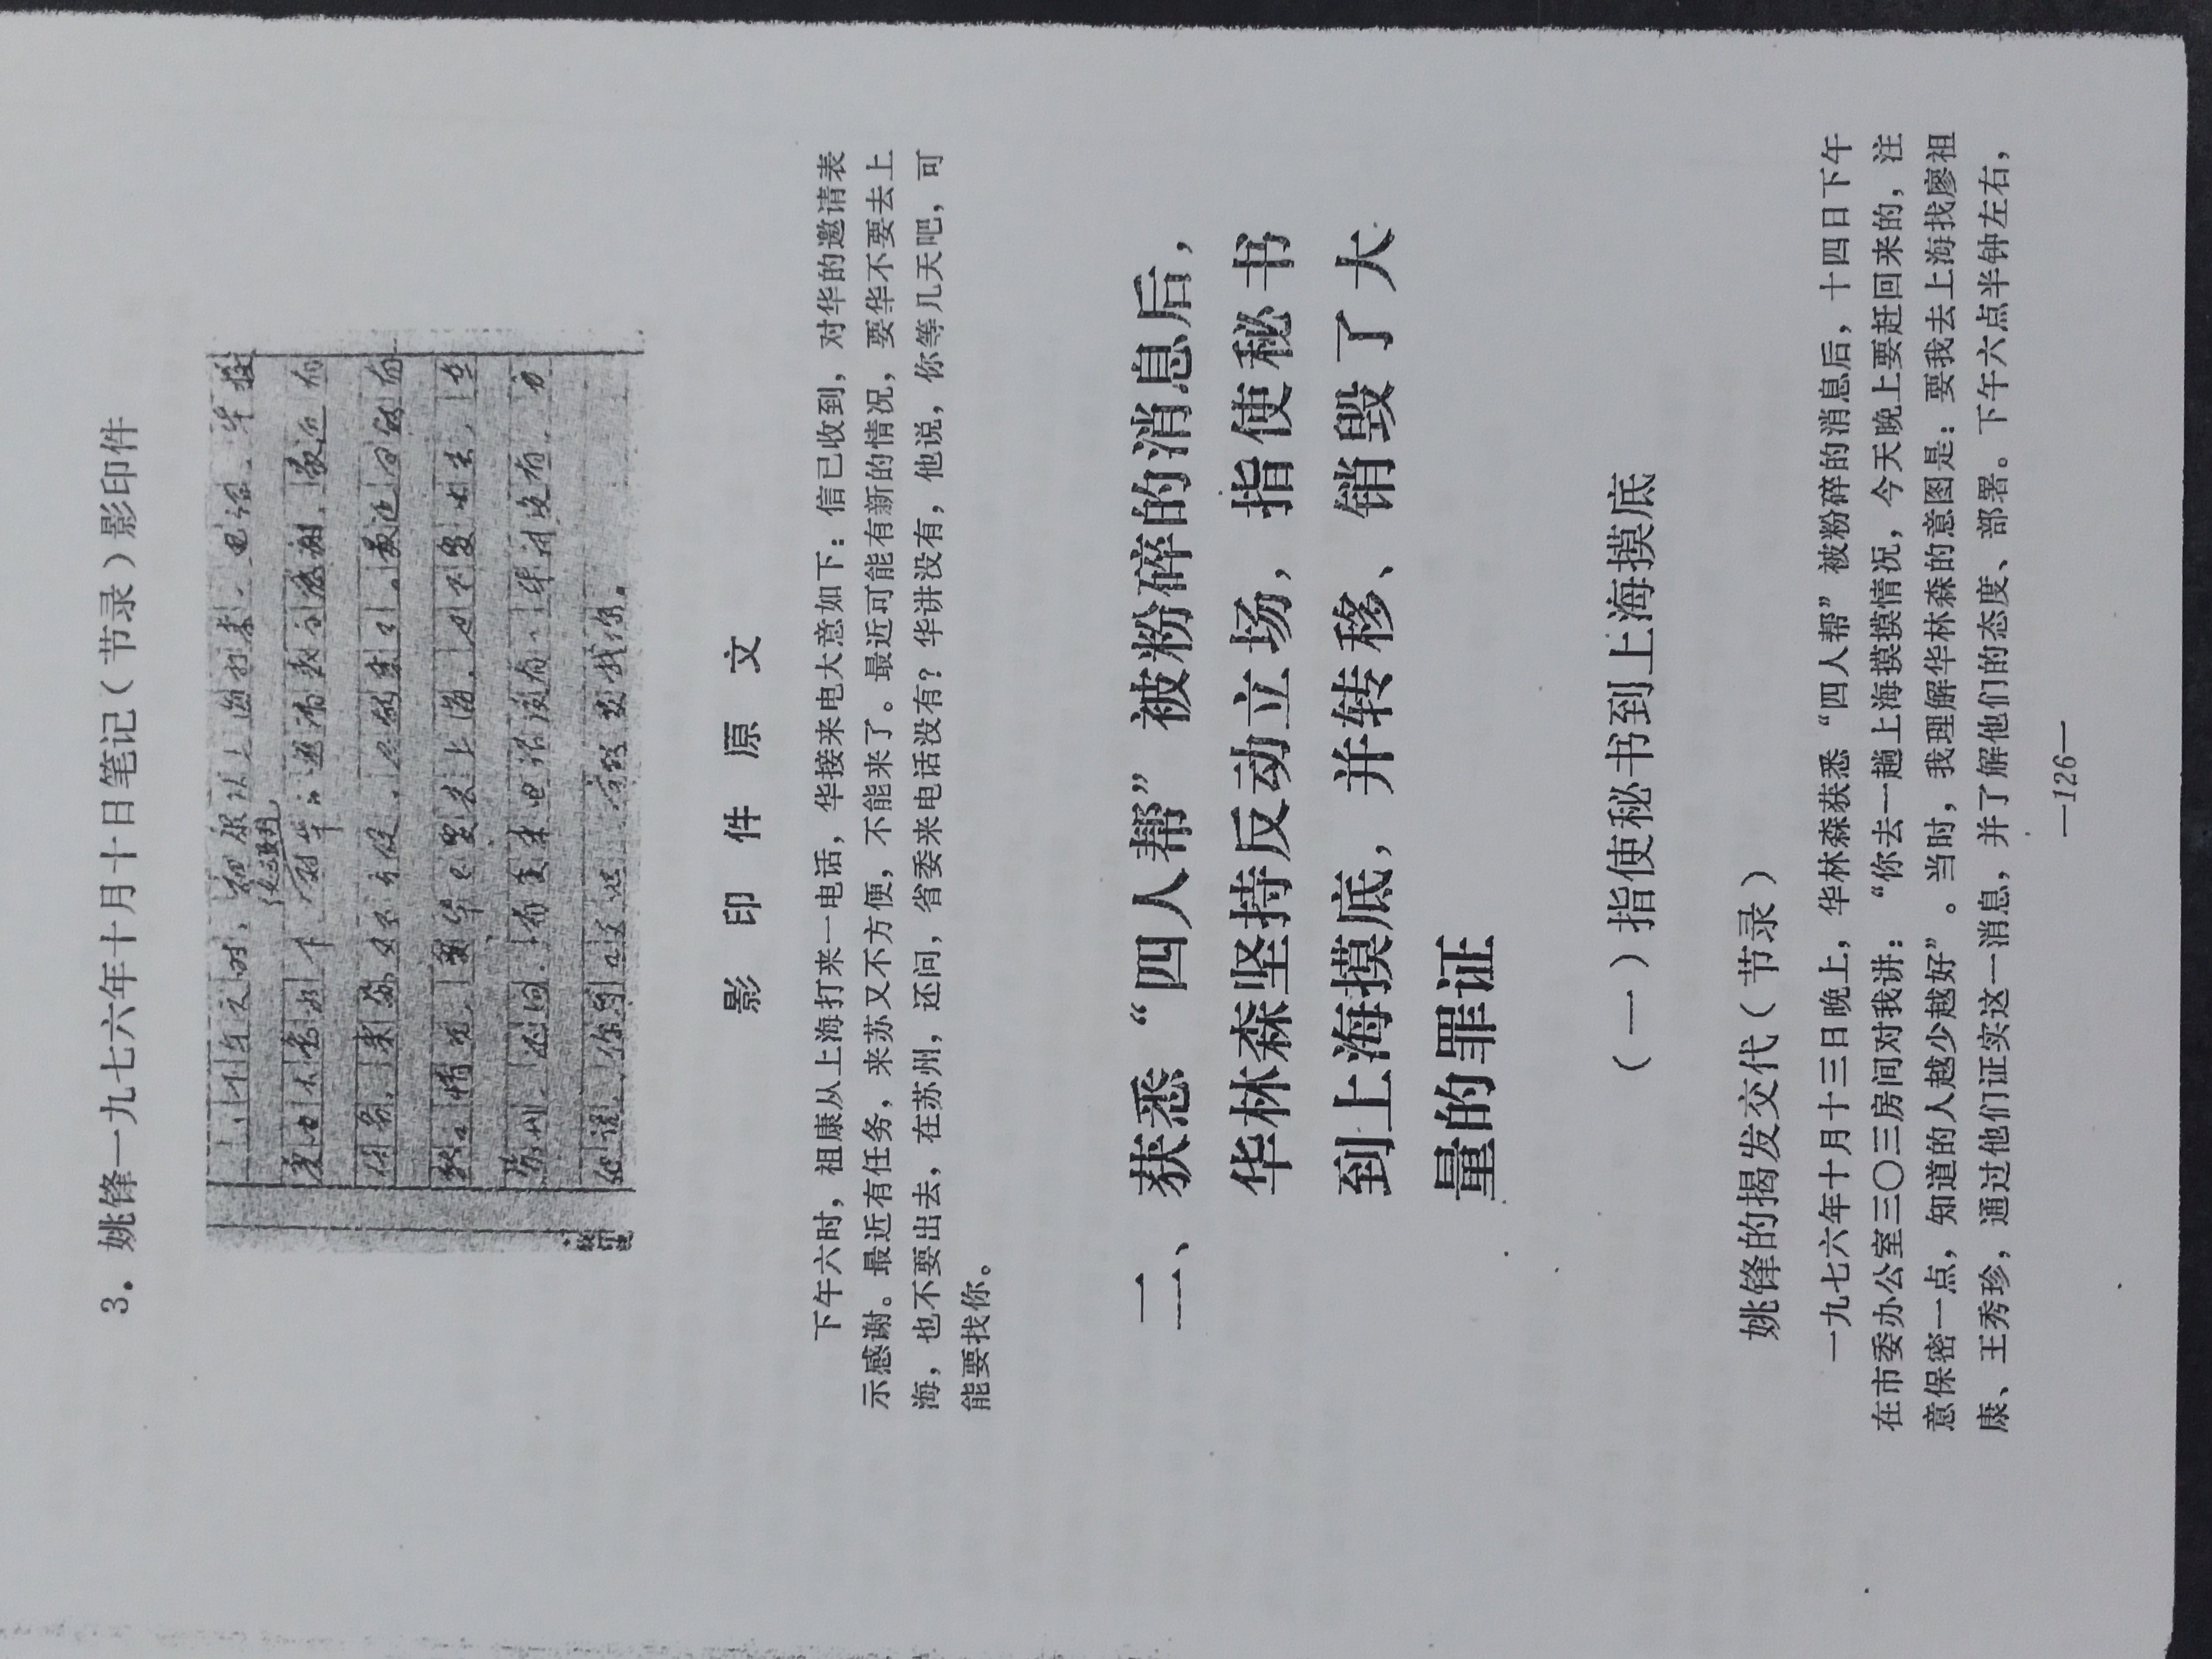 3．姚锋一九七六年十月十日笔记（节录）影印件
下午六时，祖康从上海打来一电话，华接
信已收到
来电大意如下，对华的邀请表示感谢，最近有
任务，来苏又不方便，不能来了。最近可能有
新的情况，要华不要去上海，也不要出去，在
苏州，还问，省委来电话没有，华讲没有，
他说，你等几天吧，可能要找你。
影印件原文
下午六时，祖康从上海打来一电话，华接来电大意如下：信已收到，对华的邀请表
示感谢。最近有任务，来苏又不方便，不能来了。最近可能有新的情况，要华不要去上
海，也不要出去，在苏州，还问，省委来电话没有？华讲没有，他说，你等几天吧，可
能要找你。
二、获悉“四人帮”被粉碎的消息后，
华林森坚持反动立场，指使秘书
到上海摸底，并转移、销毁了大
量的罪证
（一）指使秘书到上海摸底
姚锋的揭发交代（节录）
一九七六年十月十三日晚上，华林森获悉“四人帮”被粉碎的消息后，十四日下午
在市委办公室三〇三房间对我讲：“你去一趟上海摸摸情况，今天晚上要赶回来的，注
意保密一点，知道的人越少越好”。当时，我理解华林森的意图是：要我去上海找廖祖
康、王秀珍，通过他们证实这一消息，并了解他们的态度、部署。下午六点半钟左右，
—126—